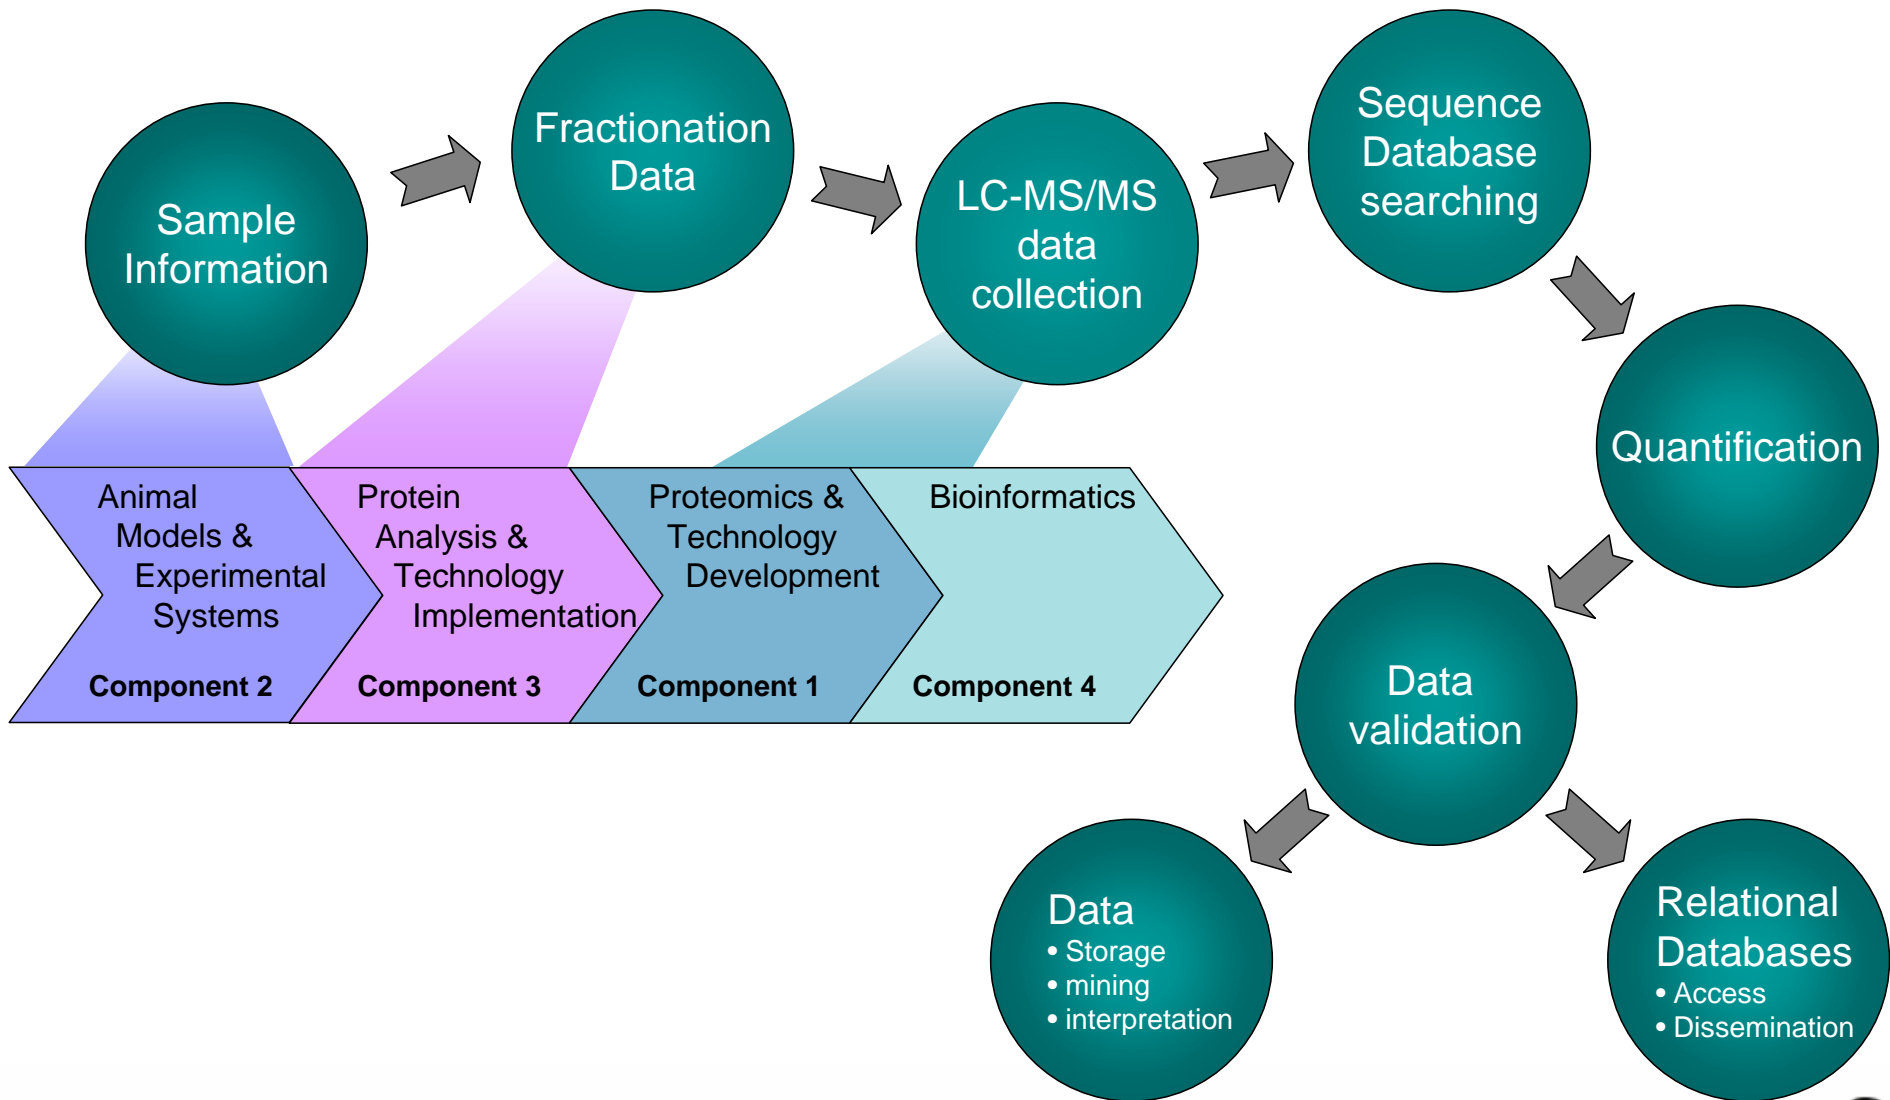 Sample
Information
Fractionation
Data
LC-MS/MS
data
collection
Sequence
Database
searching
Quantification
Data
validation
Data
• Storage
• mining
• interpretation
Relational
Databases
• Access
• Dissemination
Animal
Models &
Experimental
Systems
Component 2
Protein
Analysis &
Technology
Implementation
Component 3
Proteomics &
Technology
Development
Component 1
Bioinformatics
Component 4